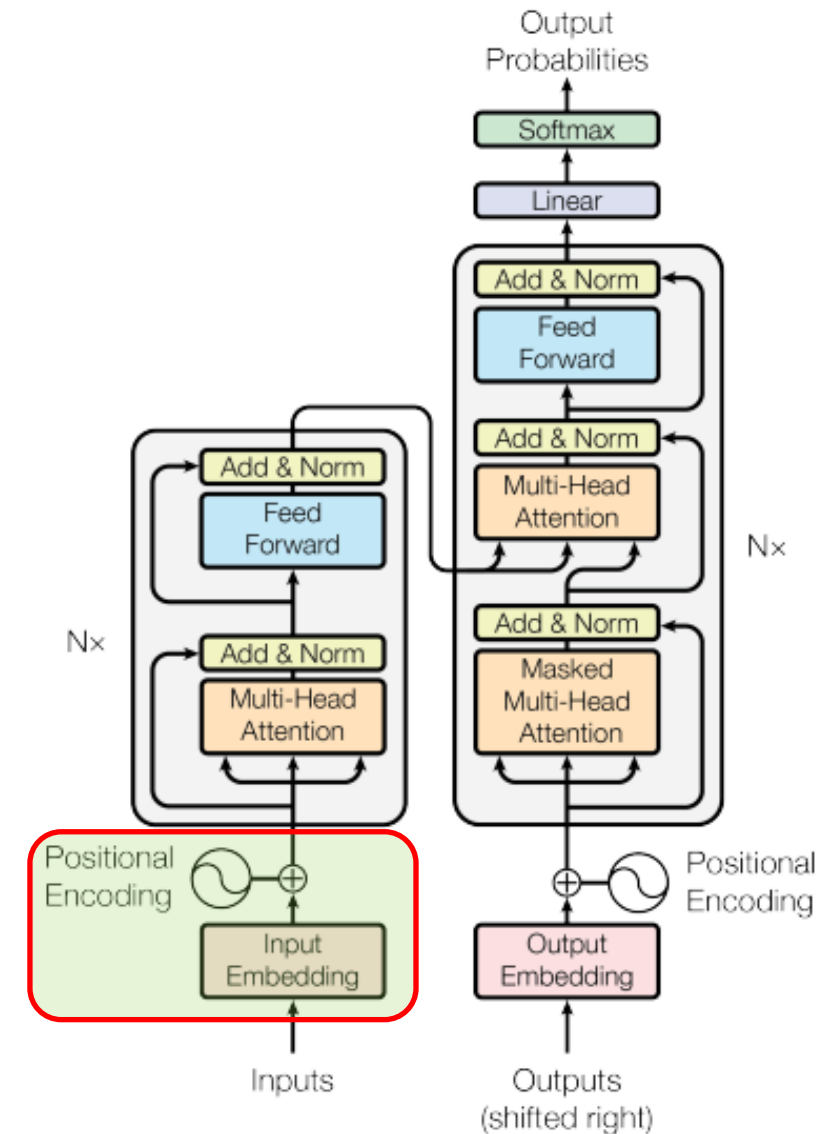 Output
Probabilities
Softmax
Linear
Add & Norm
Feed
Forward
Add & Norm
Multi-Head
Attention
Nx
Add & Norm
Masked
Multi-Head
Attention
Add & Norm
Feed
Forward
Nx
Add & Norm
Multi-Head
Attention
Positional
Encoding
Input
Embedding
Inputs
Positional
Encoding
Output
Embedding
Outputs
(shifted right)